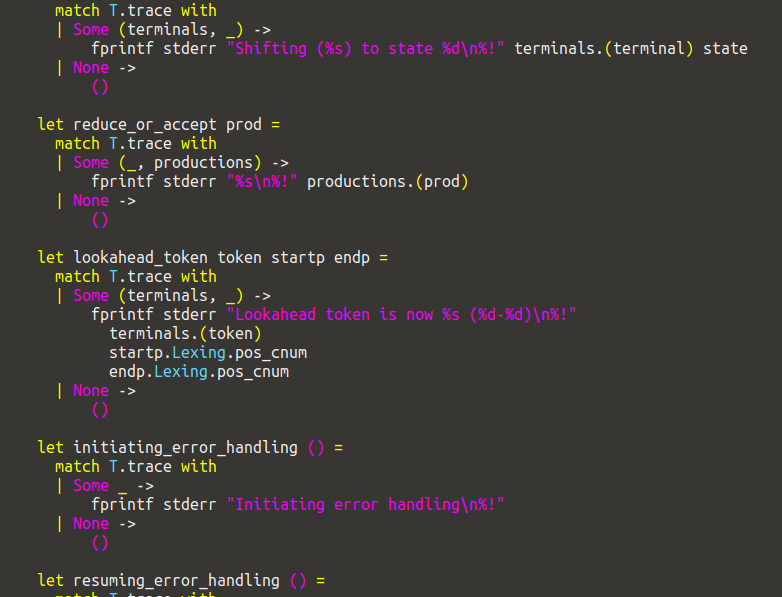 match T.trace with
| Some (terminals, _) ->
fprintf stderr "Shifting (%s) to state %d\n%!" terminals.(terminal) state
| None ->
()
let reduce_or_accept prod =
match T.trace with
| Some (_, productions) ->
fprintf stderr "%s\n%!" productions.(prod)
| None ->
()
let lookahead_token token startp endp =
match T.trace with
| Some (terminals, _) ->
fprintf stderr "Lookahead token is now %s (%d-%d)\n%!"
terminals.(token)
startp.Lexing.pos_cnum
endp.Lexing.pos_cnum
| None ->
()
let initiating_error_handling () =
match T.trace with
| Some _ ->
fprintf stderr "Initiating error handling\n%!"
| None ->
()
let resuming_error_handling () =
match T.trace with